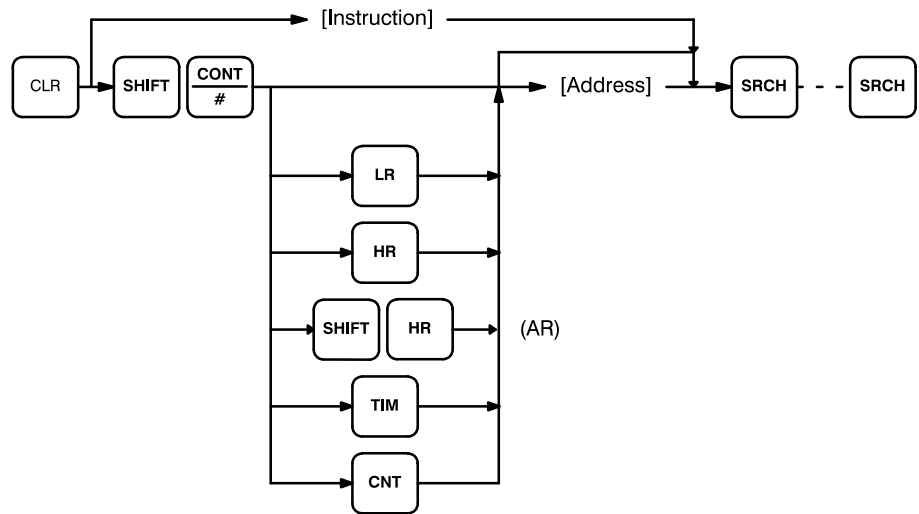 [Instruction]
CLR SHIFT CONT/# [Address] SRCH - - - SRCH
LR
HR
SHIFT HR (AR)
TIM
CNT